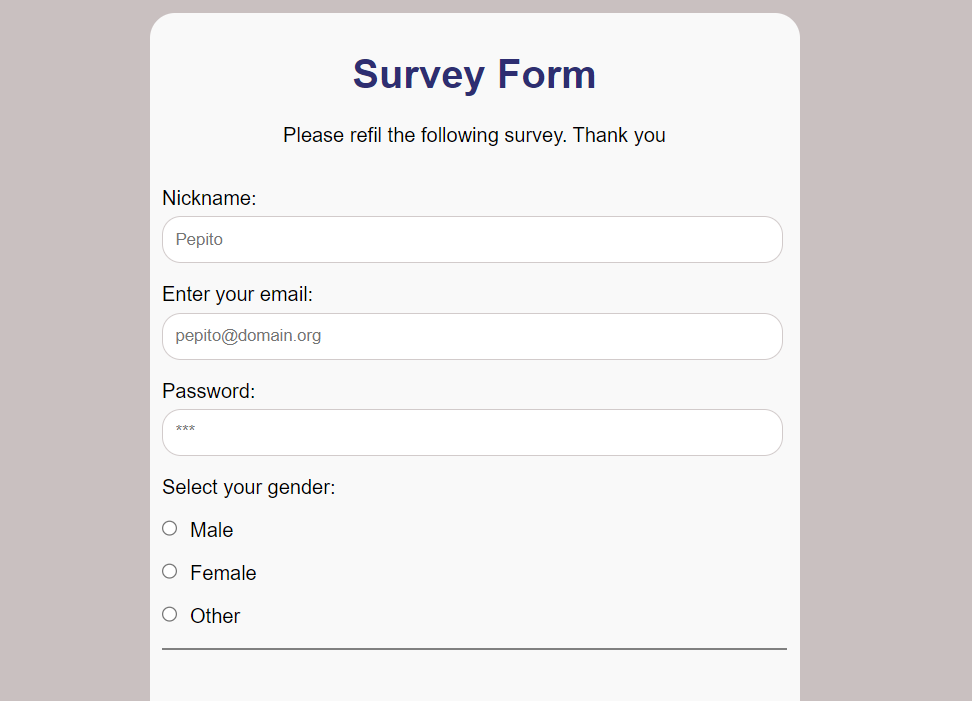 Survey Form
Please refil the following survey. Thank you
Nickname:
Pepito
Enter your email:
pepito@domain.org
Password:
***
Select your gender:
Male
Female
Other